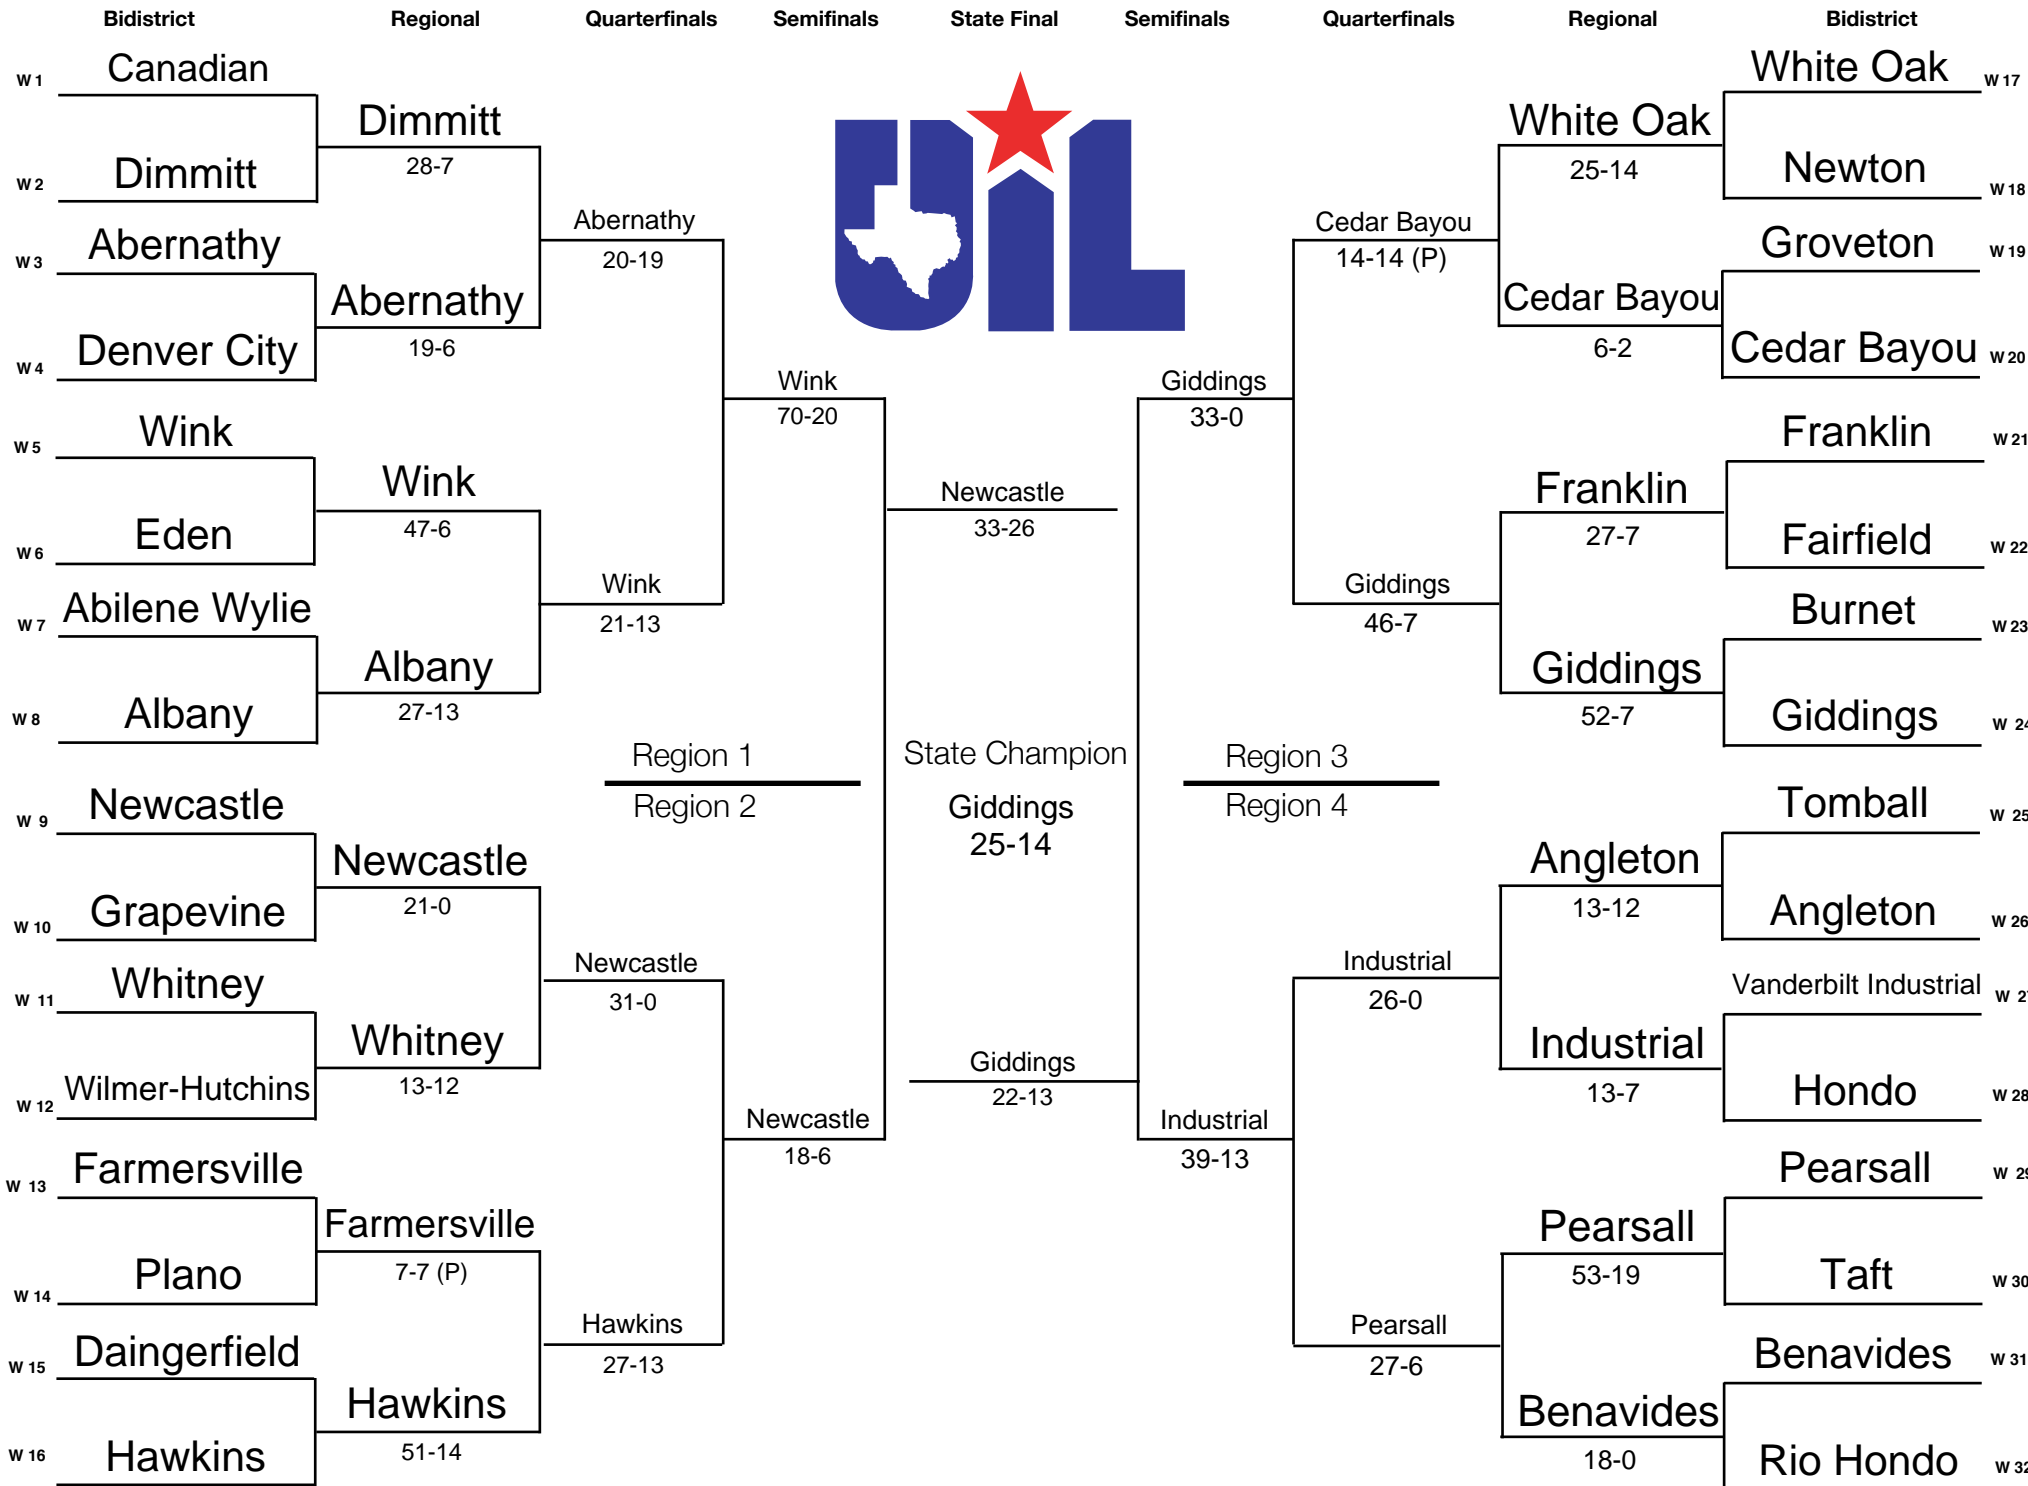 Bidistrict Regional Quarterfinals Semifinals State Final Semifinals Quarterfinals Regional Bidistrict
W 1 Canadian
Dimmitt
28-7
W 2 Dimmitt
W 3 Abernathy
Abernathy
19-6
W 4 Denver City
Abernathy
20-19
W 5 Wink
Wink
47-6
W 6 Eden
W 7 Abilene Wylie
Albany
27-13
W 8 Albany
Wink
21-13
Wink
70-20
W 9 Newcastle
Newcastle
21-0
W 10 Grapevine
W 11 Whitney
Whitney
13-12
W 12 Wilmer-Hutchins
Newcastle
31-0
W 13 Farmersville
Farmersville
7-7 (P)
W 14 Plano
W 15 Daingerfield
Hawkins
51-14
W 16 Hawkins
Hawkins
27-13
Newcastle
18-6
UIL
Newcastle
33-26
Region 1
Region 2
State Champion
Giddings
25-14
Region 3
Region 4
Giddings
22-13
Giddings
33-0
Cedar Bayou
14-14 (P)
White Oak
25-14
White Oak W 17
Newton W 18
Cedar Bayou
6-2
Groveton W 19
Cedar Bayou W 20
Giddings
46-7
Franklin
27-7
Franklin W 21
Fairfield W 22
Giddings
52-7
Burnet W 23
Giddings W 24
Industrial
39-13
Industrial
26-0
Angleton
13-12
Tomball W 25
Angleton W 26
Industrial
13-7
Vanderbilt Industrial W 27
Hondo W 28
Pearsall
27-6
Pearsall
53-19
Pearsall W 29
Taft W 30
Benavides
18-0
Benavides W 31
Rio Hondo W 32